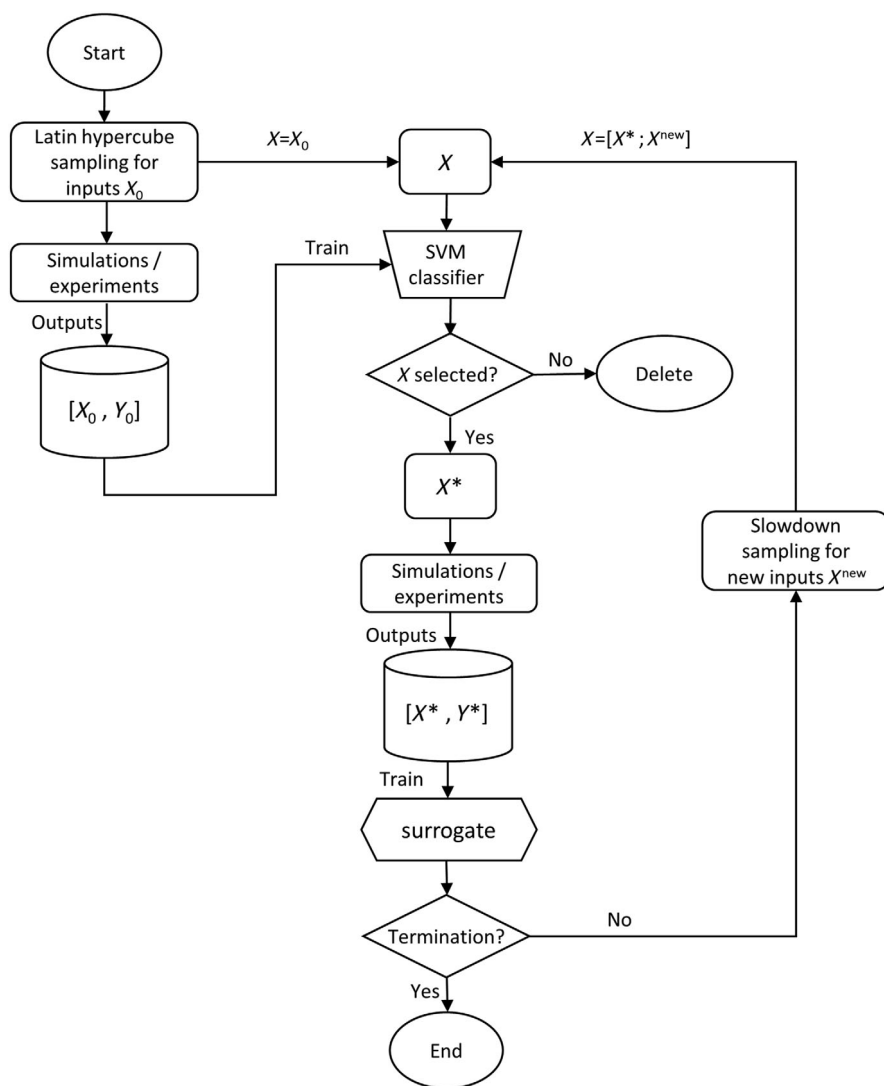 Start
Latin hypercube
sampling for
inputs X₀
X=X₀
X
X=[X* ; Xⁿᵉʷ]
Simulations /
experiments
Train
SVM
classifier
Outputs
[X₀ , Y₀]
X selected?
No
Delete
Yes
X*
Slowdown
sampling for
new inputs Xⁿᵉʷ
Simulations /
experiments
Outputs
[X* , Y*]
Train
surrogate
Termination?
No
Yes
End